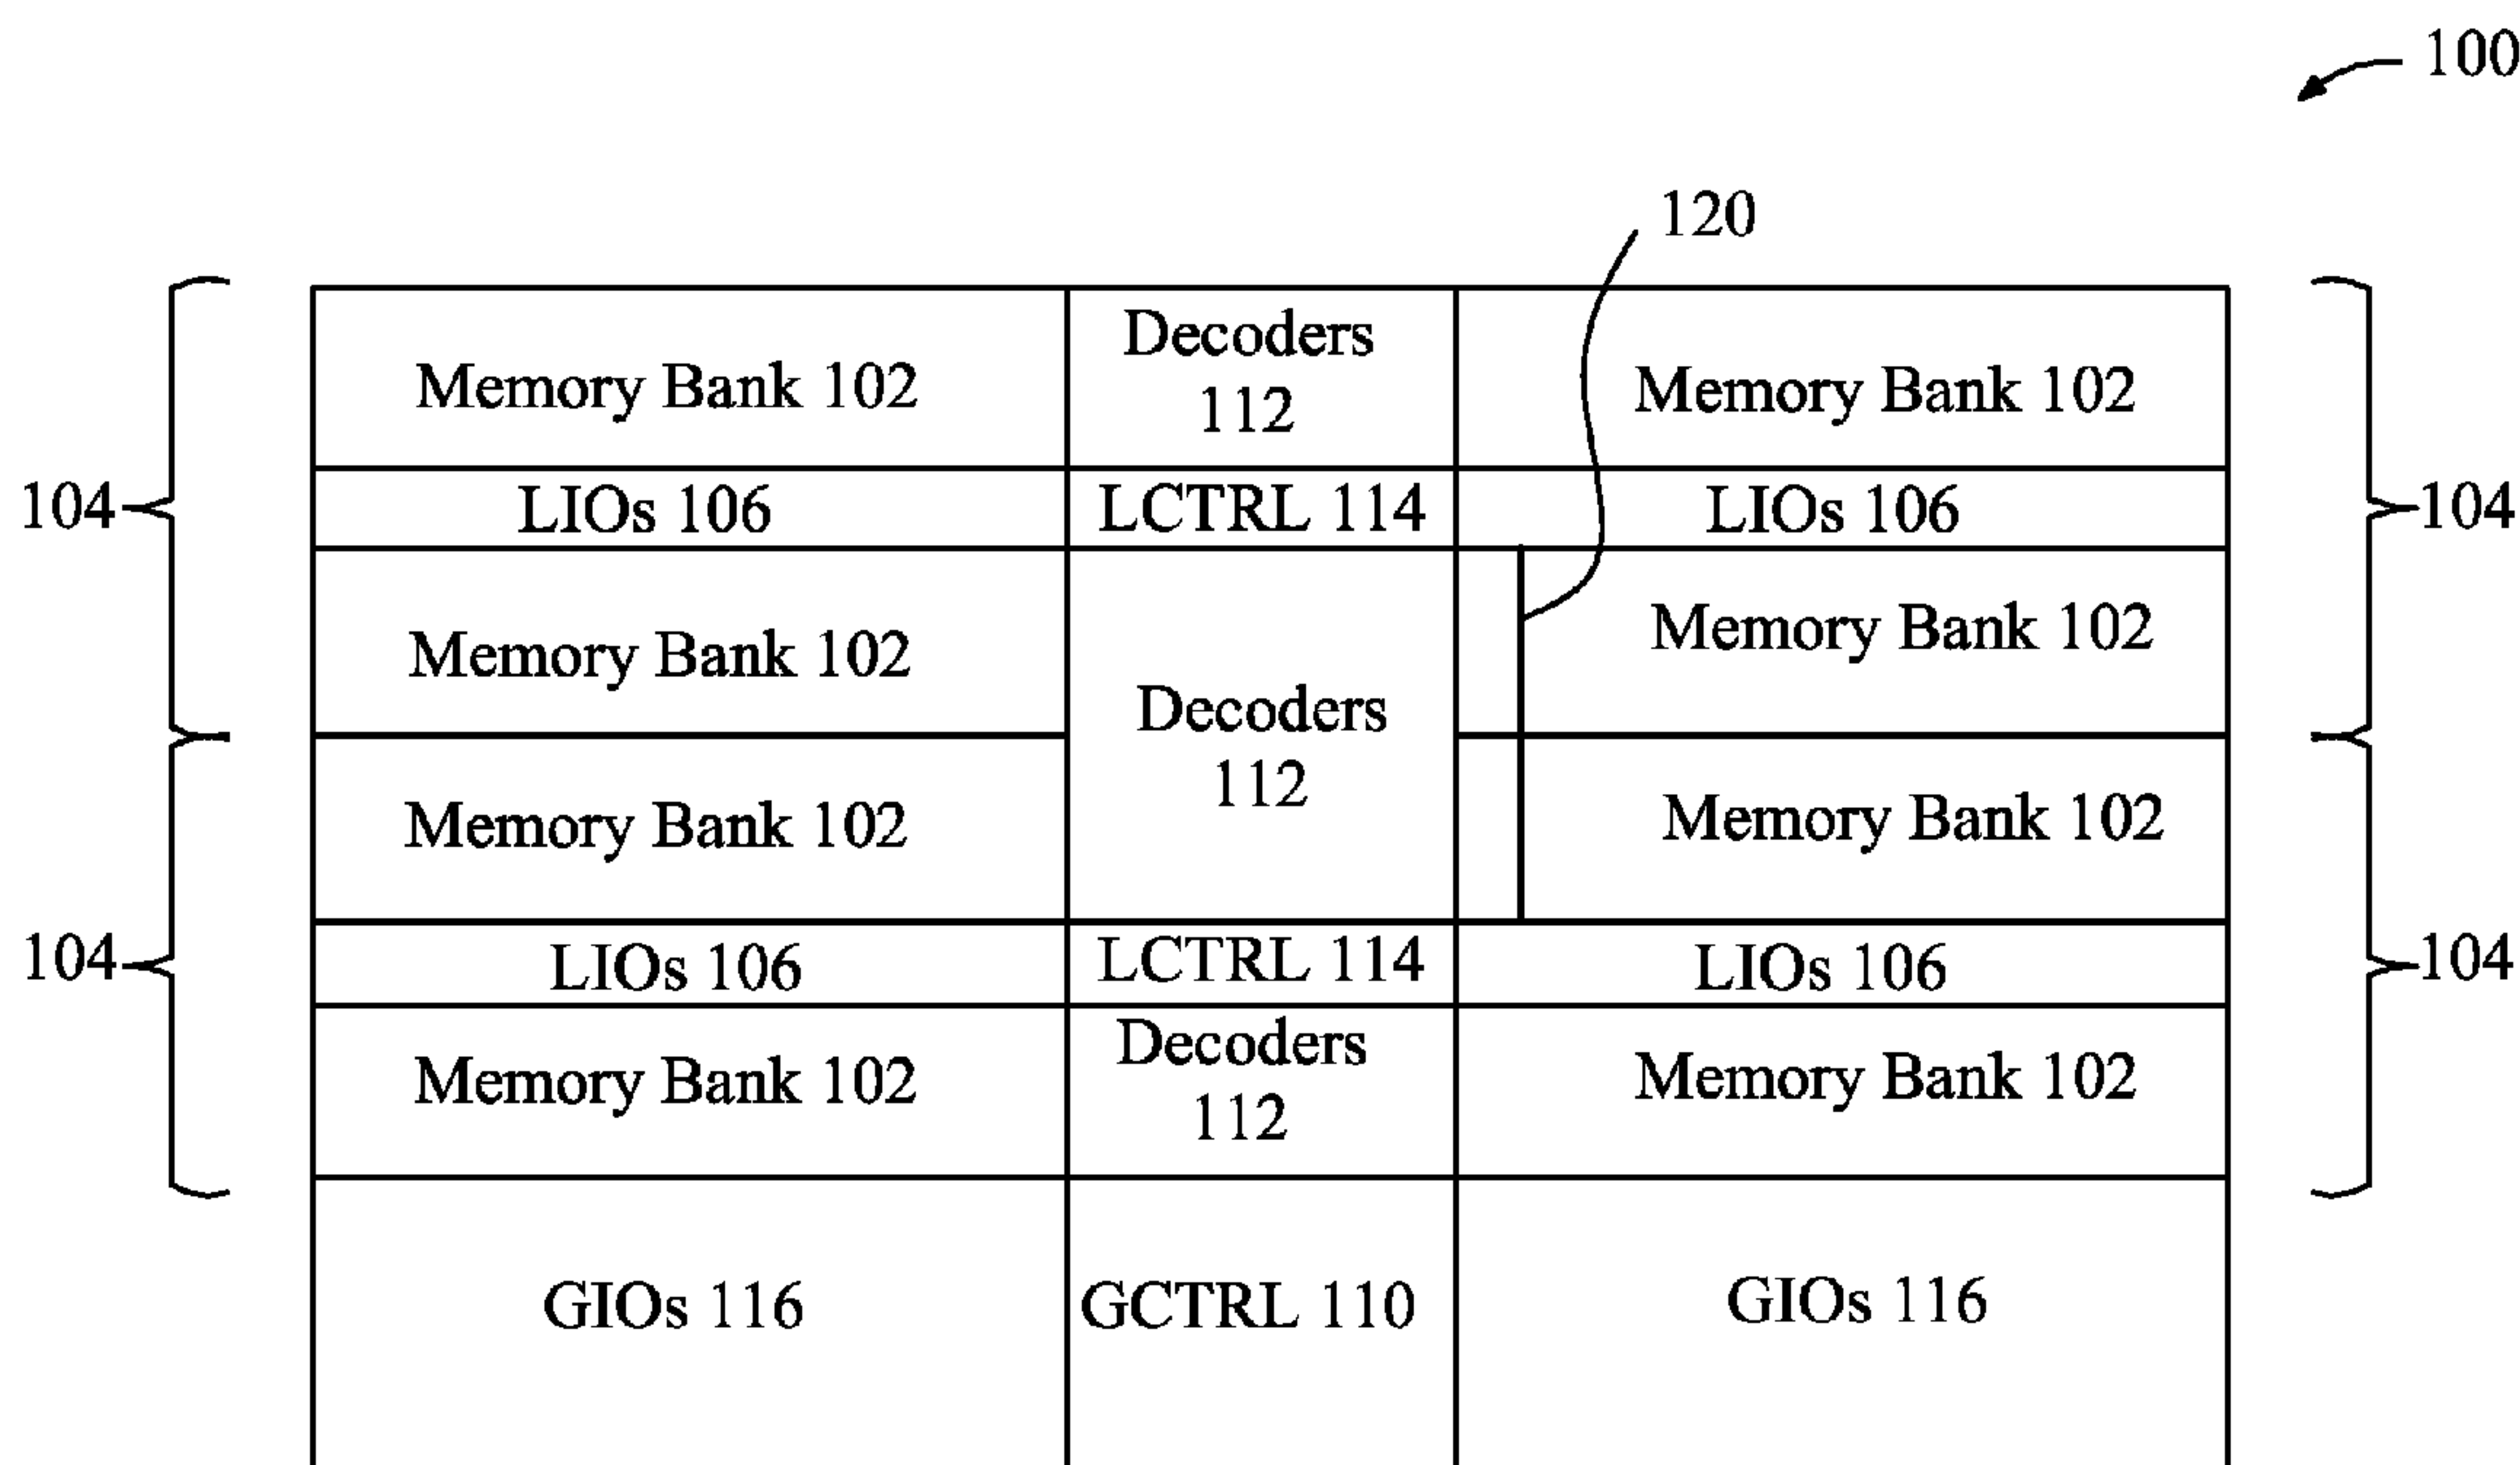 100
120
Memory Bank 102
Decoders
112
Memory Bank 102
104
LIOs 106
LCTRL 114
LIOs 106
104
Memory Bank 102
Decoders
112
Memory Bank 102
Memory Bank 102
Memory Bank 102
104
LIOs 106
LCTRL 114
LIOs 106
104
Memory Bank 102
Decoders
112
Memory Bank 102
GIOs 116
GCTRL 110
GIOs 116